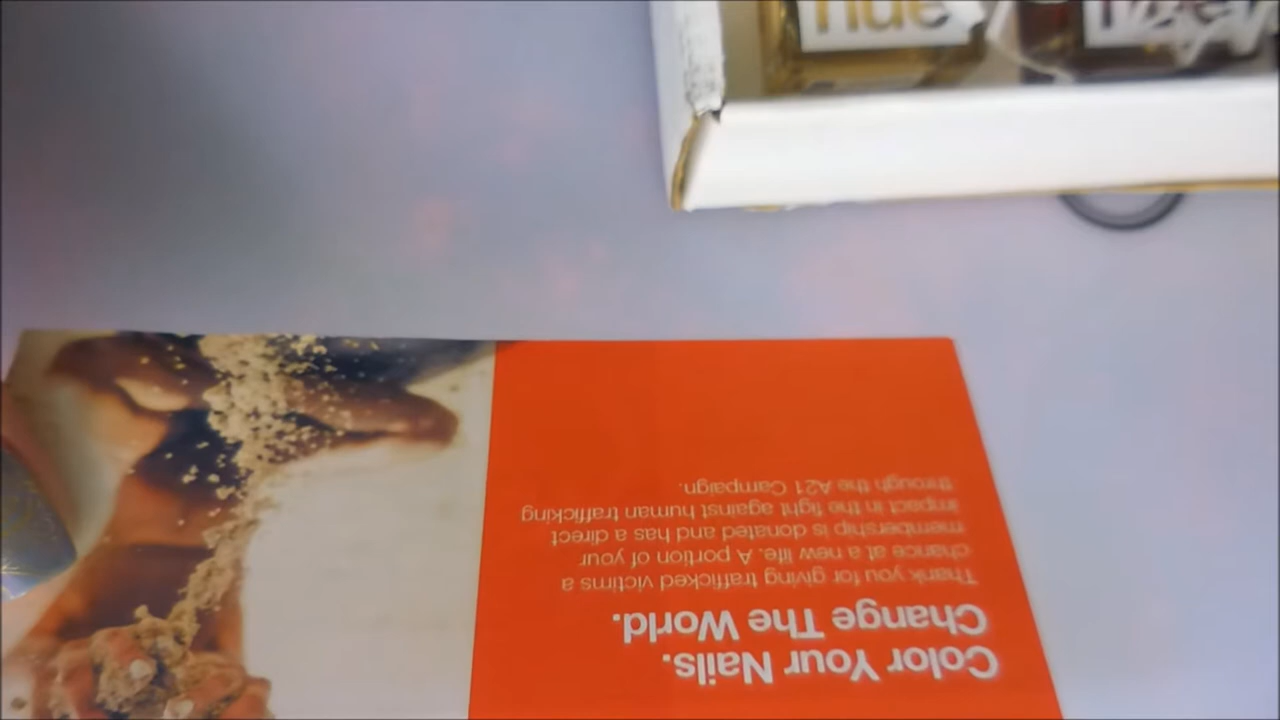 Color Your Nails.
Change The World.
Thank you for giving trafficked victims a
chance at a new life. A portion of your
membership is donated and has a direct
impact in the fight against human trafficking
through the A21 Campaign.
hue